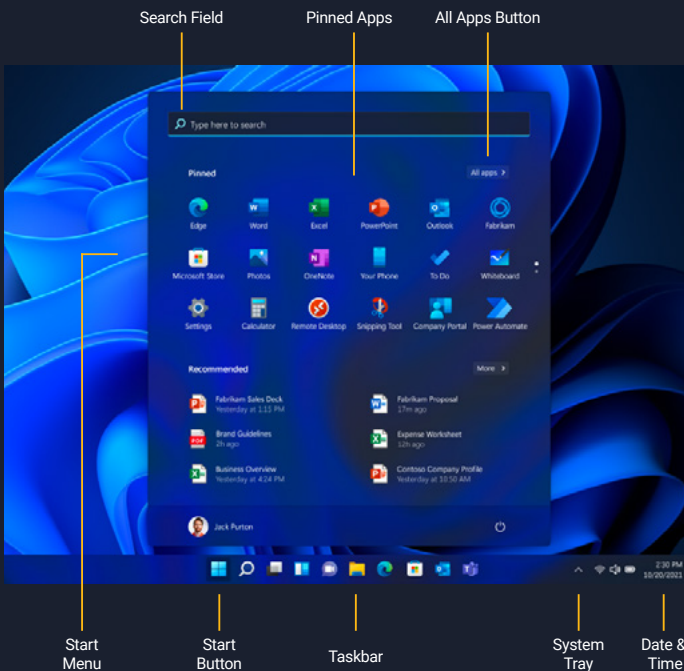 Search Field
Pinned Apps
All Apps Button
Type here to search
Pinned
All apps >
Edge
Word
Excel
PowerPoint
Outlook
Fabrikam
Microsoft Store
Photos
OneNote
Your Phone
To Do
Whiteboard
Settings
Calculator
Remote Desktop
Snipping Tool
Company Portal
Power Automate
Recommended
More >
Fabrikam Sales Deck
Yesterday at 1:15 PM
Fabrikam Proposal
17m ago
Brand Guidelines
2h ago
Expense Worksheet
12h ago
Business Overview
Yesterday at 4:24 PM
Contoso Company Profile
Yesterday at 10:50 AM
Jack Purton
2:30 PM
10/20/2021
Start
Menu
Start
Button
Taskbar
System
Tray
Date &
Time